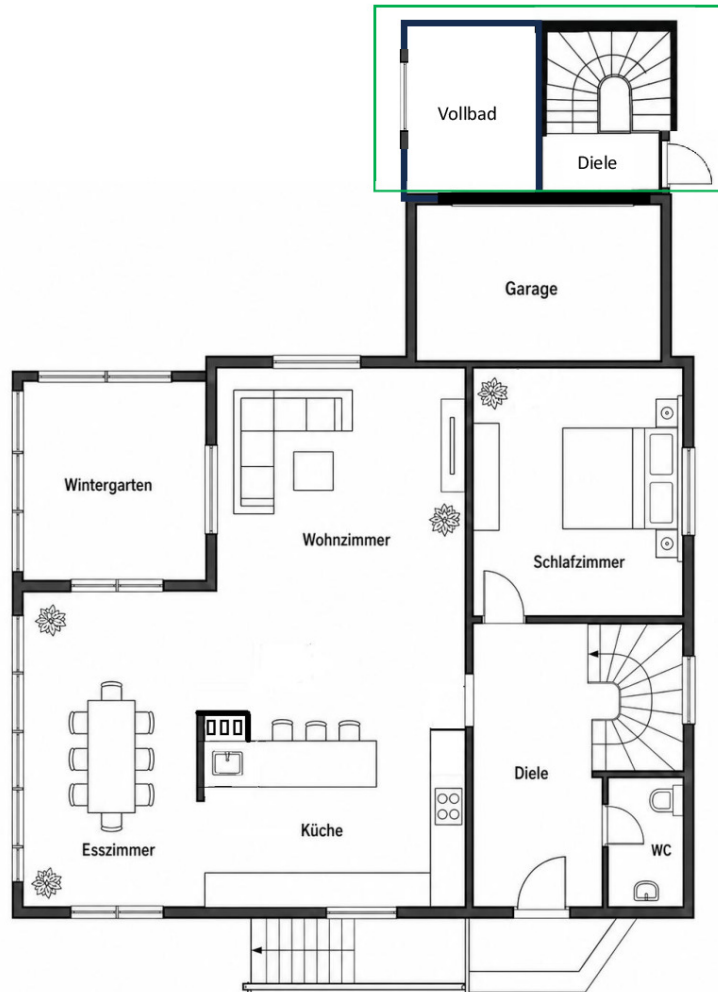 Vollbad
Diele
Garage
Wintergarten
Wohnzimmer
Schlafzimmer
Diele
Küche
Esszimmer
WC